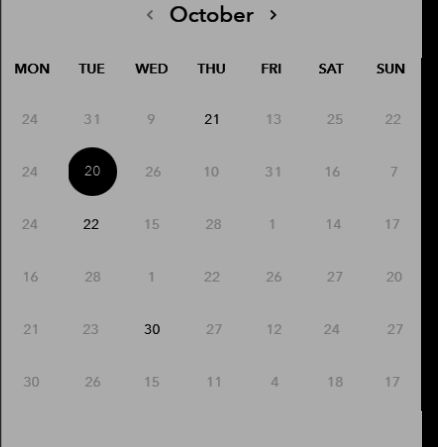 ‹ October ›
MON TUE WED THU FRI SAT SUN
24 31 9 21 13 25 22
24 20 26 10 31 16 7
24 22 15 28 1 14 17
16 28 1 22 26 27 20
21 23 30 27 12 24 27
30 26 15 11 4 18 17